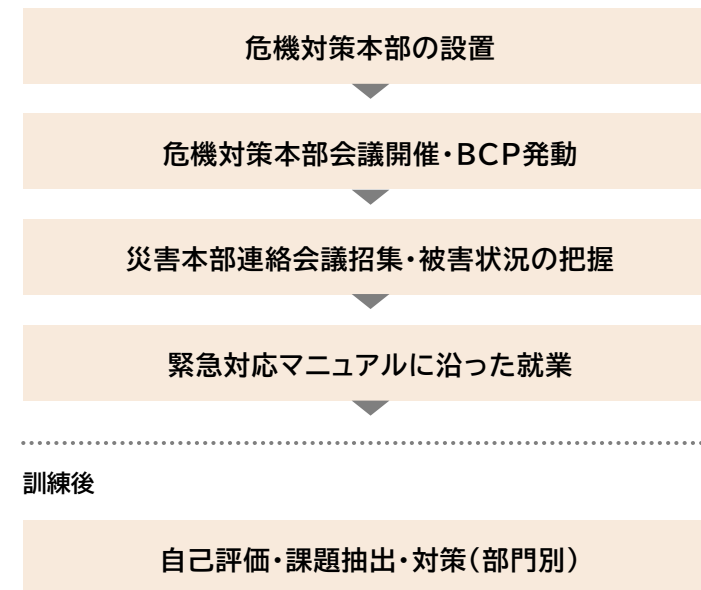 危機対策本部の設置
危機対策本部会議開催・BCP発動
災害本部連絡会議招集・被害状況の把握
緊急対応マニュアルに沿った就業
訓練後
自己評価・課題抽出・対策（部門別）